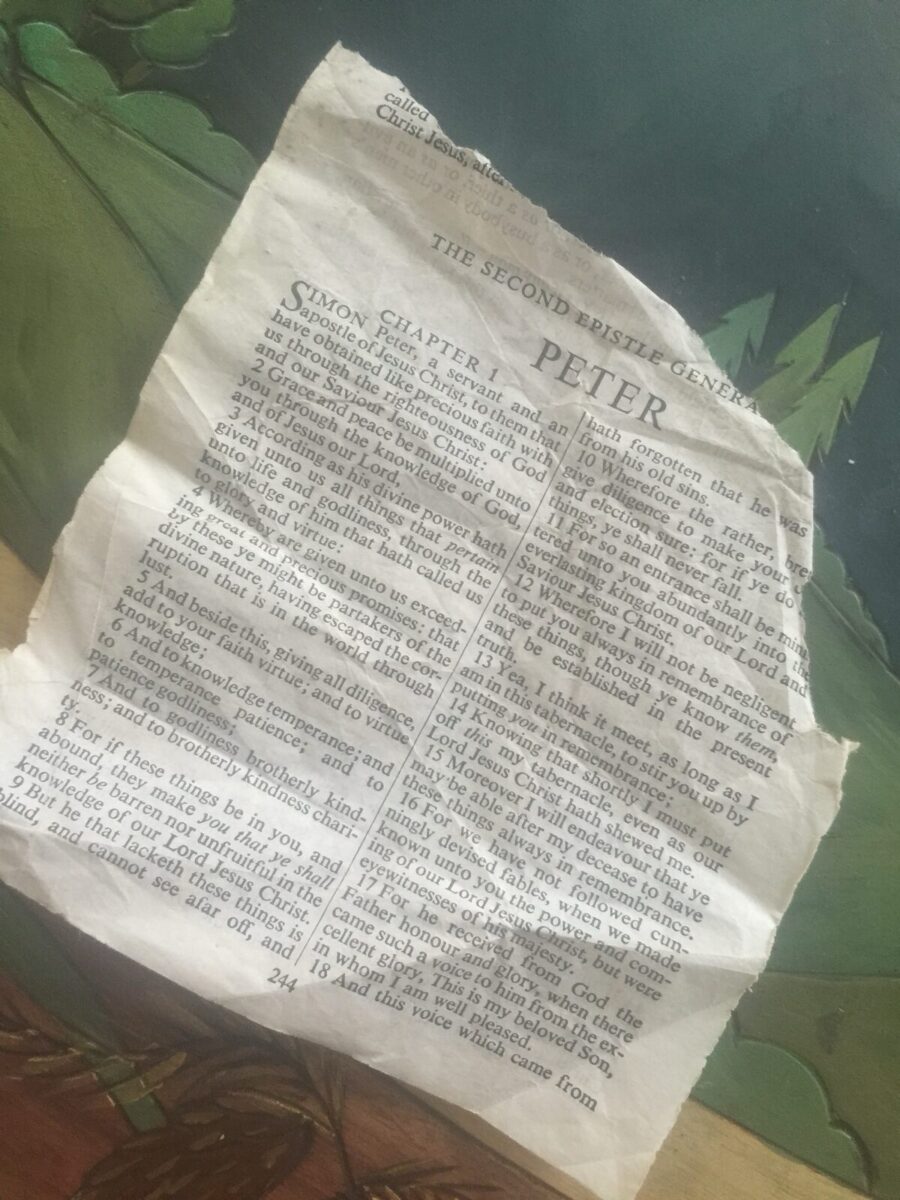 called
Christ Jesus, after
THE SECOND EPISTLE GENERA
PETER
CHAPTER 1
SIMON Peter, a servant and an
apostle of Jesus Christ, to them that
have obtained like precious faith with
us through the righteousness of God
and our Saviour Jesus Christ:
2 Grace and peace be multiplied unto
you through the knowledge of God,
and of Jesus our Lord,
3 According as his divine power hath
given unto us all things that pertain
unto life and godliness, through the
knowledge of him that hath called us
to glory and virtue:
4 Whereby are given unto us exceed-
ing great and precious promises: that
by these ye might be partakers of the
divine nature, having escaped the cor-
ruption that is in the world through
lust.
5 And beside this, giving all diligence,
add to your faith virtue; and to virtue
knowledge;
6 And to knowledge temperance; and
to temperance patience; and to
patience godliness;
7 And to godliness brotherly kind-
ness; and to brotherly kindness chari-
ty.
8 For if these things be in you, and
abound, they make you that ye shall
neither be barren nor unfruitful in the
knowledge of our Lord Jesus Christ.
9 But he that lacketh these things is
blind, and cannot see afar off, and
hath forgotten that he was
from his old sins.
10 Wherefore the rather, bre
give diligence to make your
and election sure: for if ye do
things, ye shall never fall.
11 For so an entrance shall be minis
tered unto you abundantly into the
everlasting kingdom of our Lord and
Saviour Jesus Christ.
12 Wherefore I will not be negligent
to put you always in remembrance of
these things, though ye know them,
and be established in the present
truth.
13 Yea, I think it meet, as long as I
am in this tabernacle, to stir you up by
putting you in remembrance;
14 Knowing that shortly I must put
off this my tabernacle, even as our
Lord Jesus Christ hath shewed me.
15 Moreover I will endeavour that ye
may be able after my decease to have
these things always in remembrance.
16 For we have not followed cun-
ningly devised fables, when we made
known unto you the power and com-
ing of our Lord Jesus Christ, but were
eyewitnesses of his majesty.
17 For he received from God the
Father honour and glory, when there
came such a voice to him from the ex-
cellent glory, This is my beloved Son,
in whom I am well pleased.
18 And this voice which came from
244